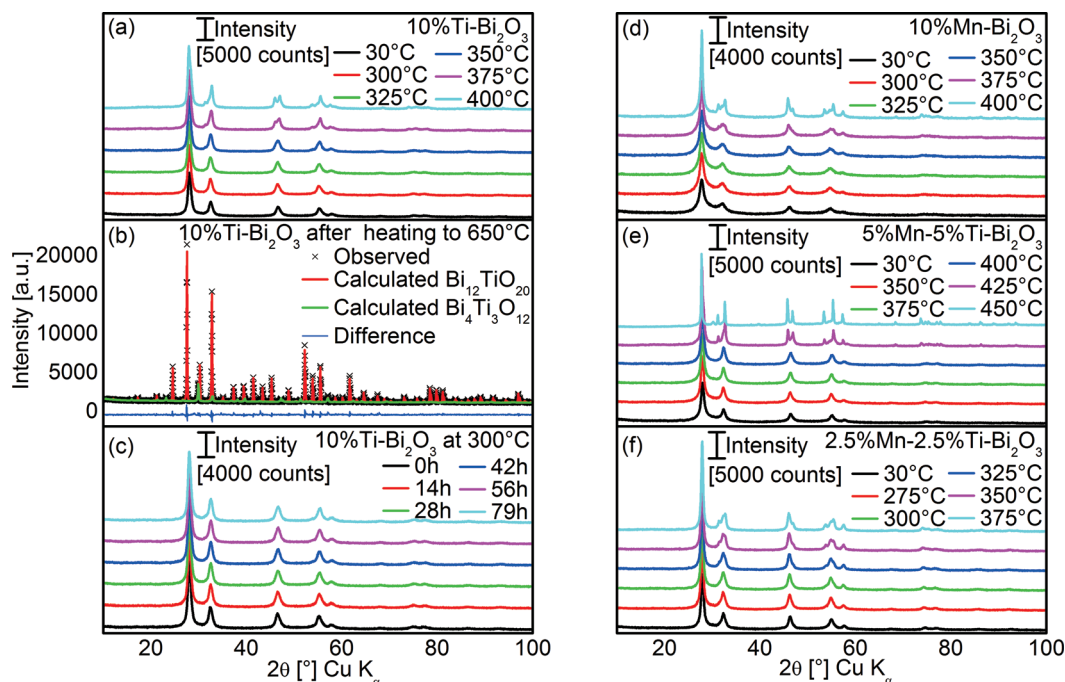 (a) Intensity 10%Ti-Bi₂O₃
[5000 counts]
30°C 350°C
300°C 375°C
325°C 400°C
(b) 10%Ti-Bi₂O₃ after heating to 650°C
Observed
Calculated Bi₁₂TiO₂₀
Calculated Bi₄Ti₃O₁₂
Difference
20000
15000
10000
5000
0
Intensity [a.u.]
(c) Intensity 10%Ti-Bi₂O₃ at 300°C
[4000 counts]
0h 42h
14h 56h
28h 79h
20 40 60 80 100
2θ [°] Cu Kα
(d) Intensity 10%Mn-Bi₂O₃
[4000 counts]
30°C 350°C
300°C 375°C
325°C 400°C
(e) 5%Mn-5%Ti-Bi₂O₃
[5000 counts]
30°C 400°C
350°C 425°C
375°C 450°C
(f) Intensity 2.5%Mn-2.5%Ti-Bi₂O₃
[5000 counts]
30°C 325°C
275°C 350°C
300°C 375°C
20 40 60 80 100
2θ [°] Cu Kα